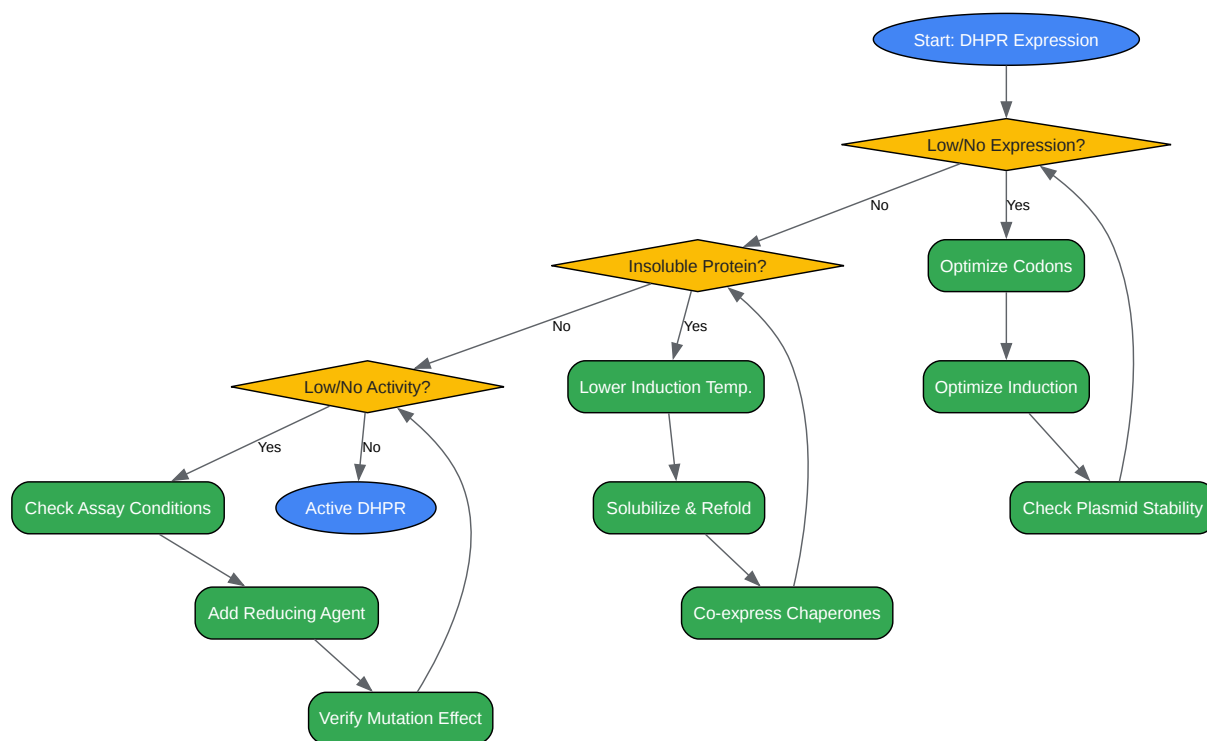 Start: DHPR Expression
Low/No Expression?
No
Yes
Insoluble Protein?
Optimize Codons
No
Yes
Low/No Activity?
Lower Induction Temp.
Optimize Induction
Yes
No
Check Assay Conditions
Active DHPR
Solubilize & Refold
Check Plasmid Stability
Add Reducing Agent
Co-express Chaperones
Verify Mutation Effect